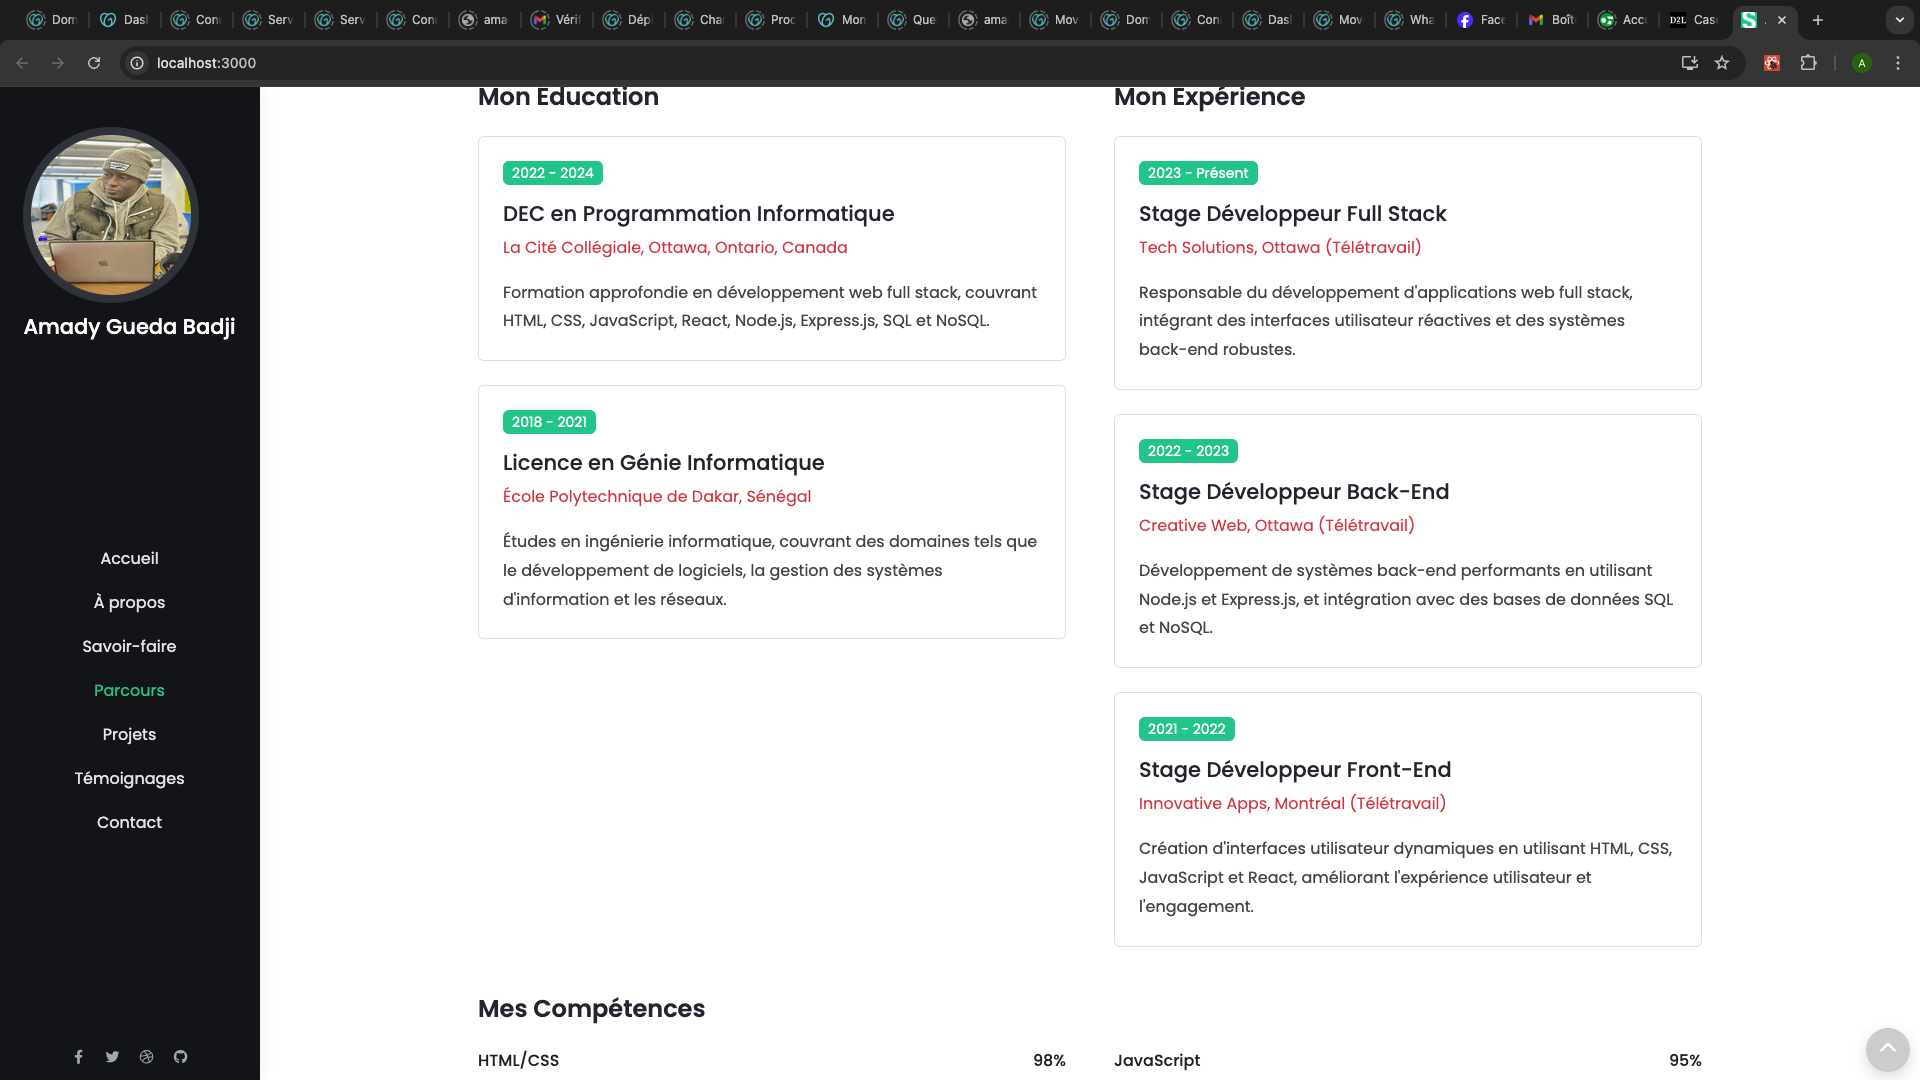 Dom
Das
Con
Serv
Serv
Con
ama
Vérif
Dépl
Cha
Proc
Mon
Que
ama
Mov
Dom
Con
Das
Mov
Wha
Face
Boît
Accu
D2L
Cas
localhost:3000
A
Amady Gueda Badji
Accueil
À propos
Savoir-faire
Parcours
Projets
Témoignages
Contact
Mon Education
2022 - 2024
DEC en Programmation Informatique
La Cité Collégiale, Ottawa, Ontario, Canada
Formation approfondie en développement web full stack, couvrant
HTML, CSS, JavaScript, React, Node.js, Express.js, SQL et NoSQL.
2018 - 2021
Licence en Génie Informatique
École Polytechnique de Dakar, Sénégal
Études en ingénierie informatique, couvrant des domaines tels que
le développement de logiciels, la gestion des systèmes
d'information et les réseaux.
Mon Expérience
2023 - Présent
Stage Développeur Full Stack
Tech Solutions, Ottawa (Télétravail)
Responsable du développement d'applications web full stack,
intégrant des interfaces utilisateur réactives et des systèmes
back-end robustes.
2022 - 2023
Stage Développeur Back-End
Creative Web, Ottawa (Télétravail)
Développement de systèmes back-end performants en utilisant
Node.js et Express.js, et intégration avec des bases de données SQL
et NoSQL.
2021 - 2022
Stage Développeur Front-End
Innovative Apps, Montréal (Télétravail)
Création d'interfaces utilisateur dynamiques en utilisant HTML, CSS,
JavaScript et React, améliorant l'expérience utilisateur et
l'engagement.
Mes Compétences
HTML/CSS 98%
JavaScript 95%